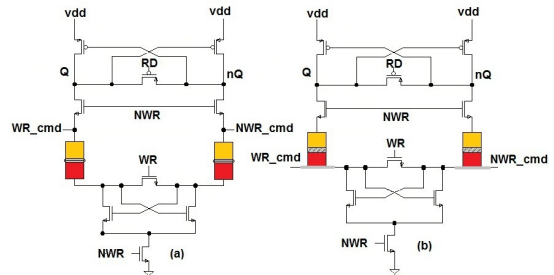 vdd vdd vdd vdd
RD RD
Q nQ Q nQ
NWR NWR
WR_cmd NWR_cmd
WR WR
WR_cmd NWR_cmd
NWR (a) NWR (b)